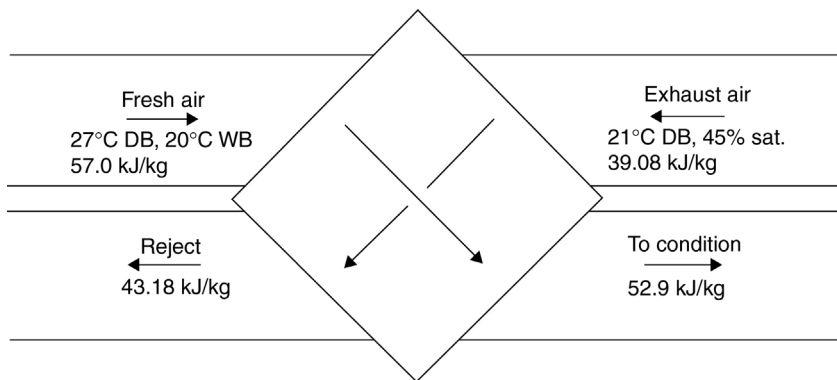 Fresh air
27°C DB, 20°C WB
57.0 kJ/kg
Exhaust air
21°C DB, 45% sat.
39.08 kJ/kg
Reject
43.18 kJ/kg
To condition
52.9 kJ/kg